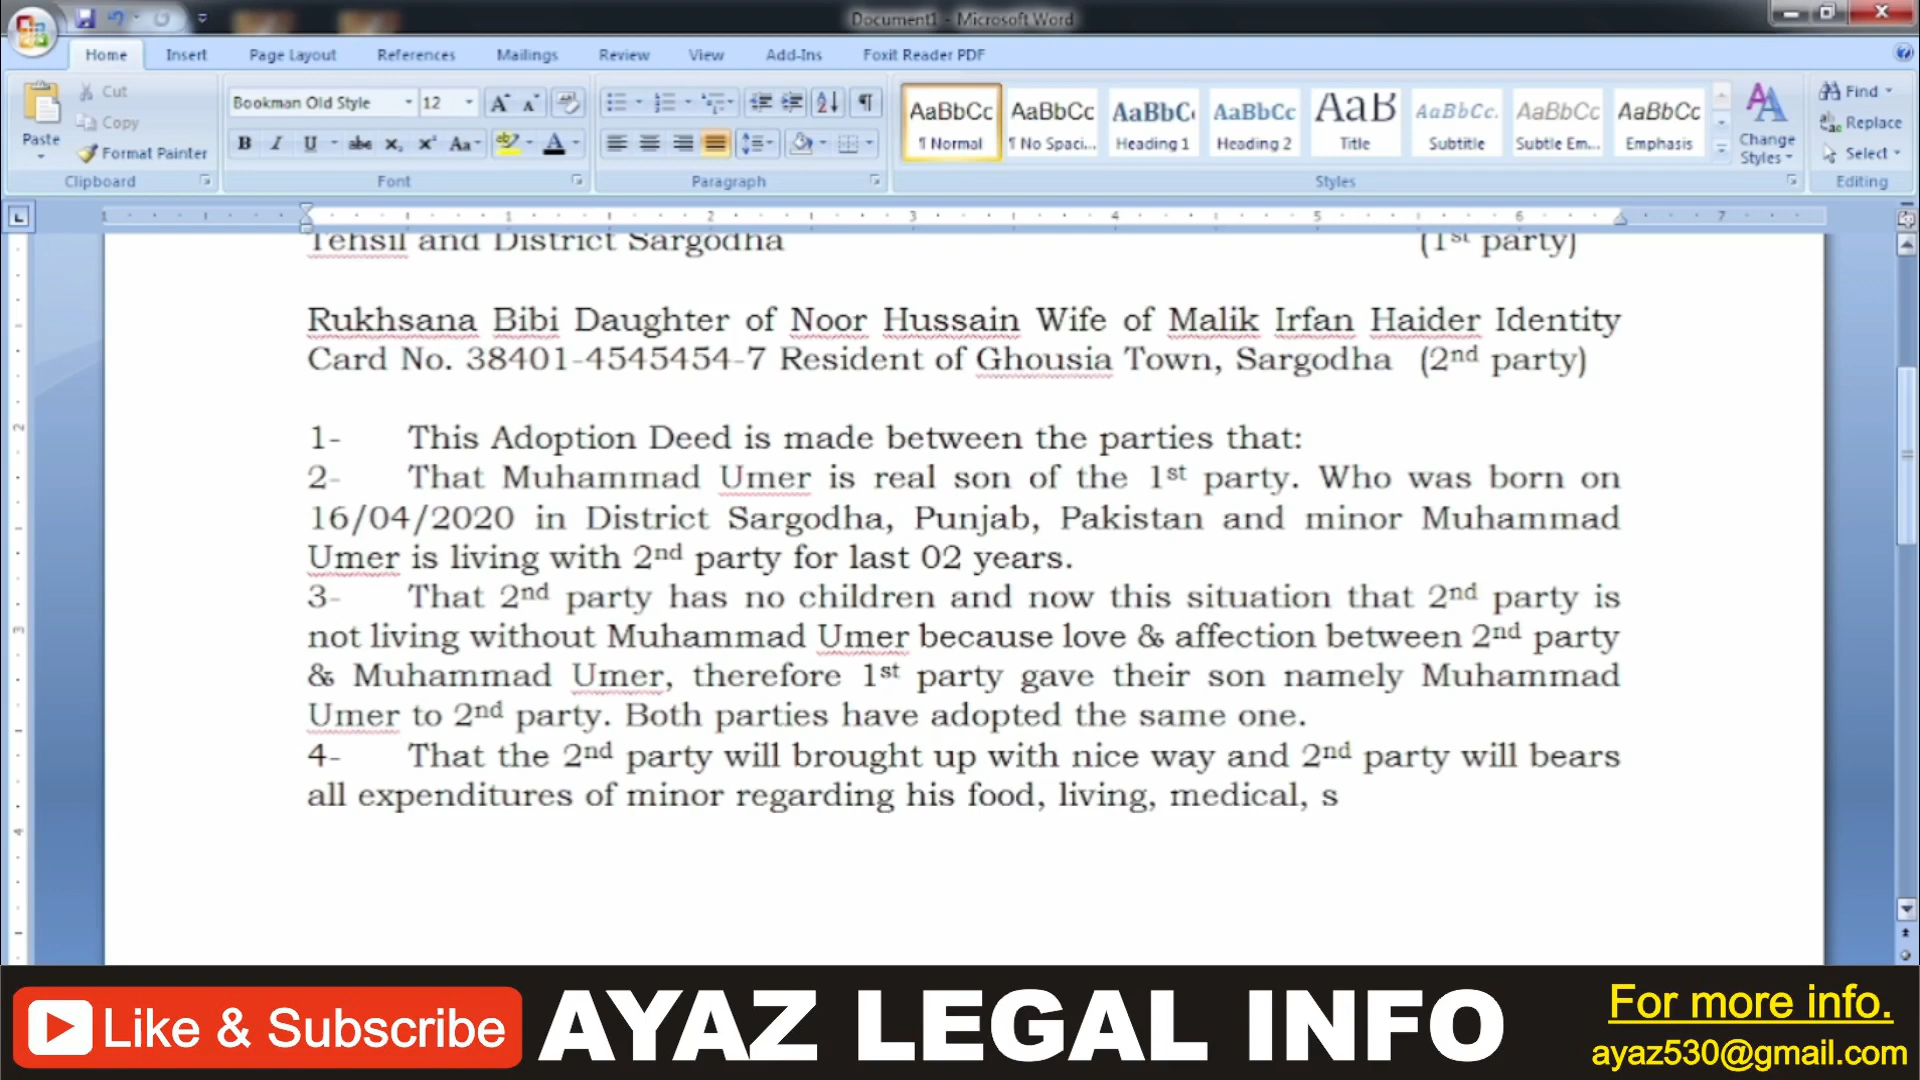 Document1 - Microsoft Word
Home Insert Page Layout References Mailings Review View Add-Ins Foxit Reader PDF
Cut
Copy
Format Painter
Paste
Clipboard
Bookman Old Style 12
Font
Paragraph
AaBbCc AaBbCc AaBbC AaBbCc AaB AaBbCc. AaBbCc AaBbCc
¶ Normal ¶ No Spaci... Heading 1 Heading 2 Title Subtitle Subtle Em... Emphasis
Change Styles
Styles
Find
Replace
Select
Editing
1 1 2 3 4 5 6 7
Tehsil and District Sargodha (1st party)
Rukhsana Bibi Daughter of Noor Hussain Wife of Malik Irfan Haider Identity
Card No. 38401-4545454-7 Resident of Ghousia Town, Sargodha (2nd party)
1- This Adoption Deed is made between the parties that:
2- That Muhammad Umer is real son of the 1st party. Who was born on
16/04/2020 in District Sargodha, Punjab, Pakistan and minor Muhammad
Umer is living with 2nd party for last 02 years.
3- That 2nd party has no children and now this situation that 2nd party is
not living without Muhammad Umer because love & affection between 2nd party
& Muhammad Umer, therefore 1st party gave their son namely Muhammad
Umer to 2nd party. Both parties have adopted the same one.
4- That the 2nd party will brought up with nice way and 2nd party will bears
all expenditures of minor regarding his food, living, medical, s
Like & Subscribe
AYAZ LEGAL INFO
For more info.
ayaz530@gmail.com